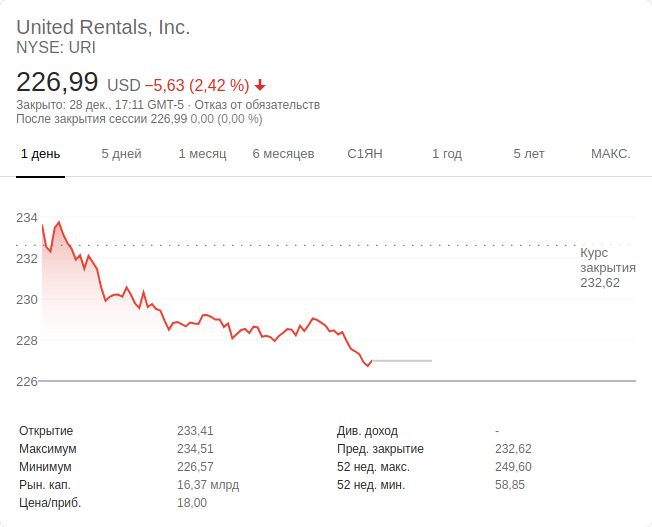 United Rentals, Inc.
NYSE: URI
226,99 USD −5,63 (2,42 %)
Закрыто: 28 дек., 17:11 GMT-5 · Отказ от обязательств
После закрытия сессии 226,99 0,00 (0,00 %)
1 день 5 дней 1 месяц 6 месяцев С1ЯН 1 год 5 лет МАКС.
234
232
230
228
226
Курс
закрытия
232,62
Открытие 233,41 Див. доход -
Максимум 234,51 Пред. закрытие 232,62
Минимум 226,57 52 нед. макс. 249,60
Рын. кап. 16,37 млрд 52 нед. мин. 58,85
Цена/приб. 18,00